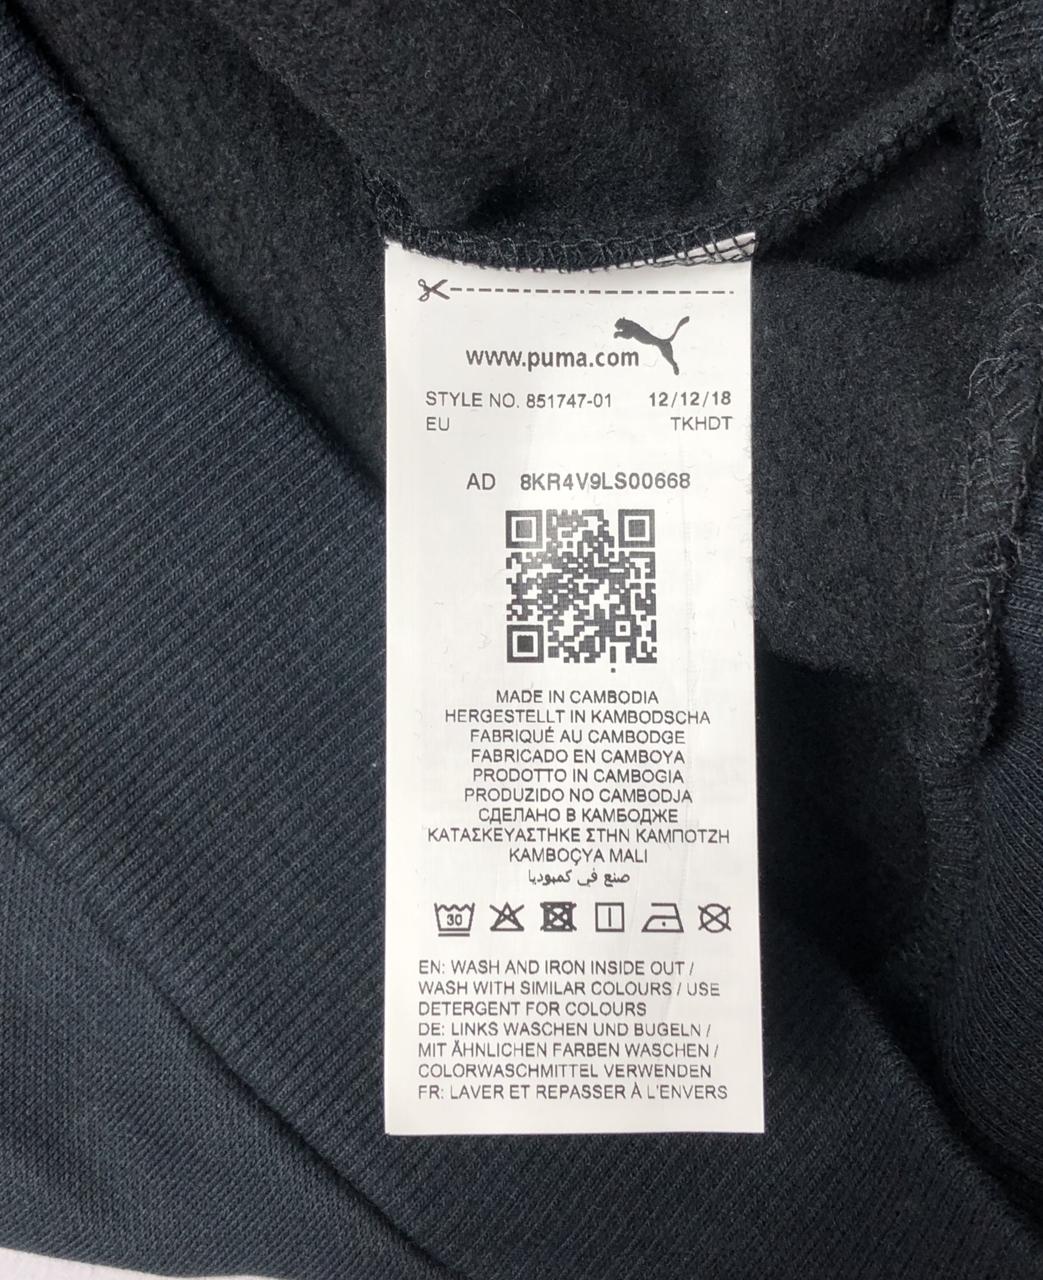 www.puma.com
STYLE NO. 851747-01 12/12/18
EU TKHDT
AD 8KR4V9LS00668
MADE IN CAMBODIA
HERGESTELLT IN KAMBODSCHA
FABRIQUÉ AU CAMBODGE
FABRICADO EN CAMBOYA
PRODOTTO IN CAMBOGIA
PRODUZIDO NO CAMBODJA
СДЕЛАНО В КАМБОДЖЕ
ΚΑΤΑΣΚΕΥΑΣΤΗΚΕ ΣΤΗΝ ΚΑΜΠΟΤΖΗ
KAMBOÇYA MALI
صنع في كمبوديا
30
EN: WASH AND IRON INSIDE OUT /
WASH WITH SIMILAR COLOURS / USE
DETERGENT FOR COLOURS
DE: LINKS WASCHEN UND BUGELN /
MIT ÄHNLICHEN FARBEN WASCHEN /
COLORWASCHMITTEL VERWENDEN
FR: LAVER ET REPASSER À L'ENVERS